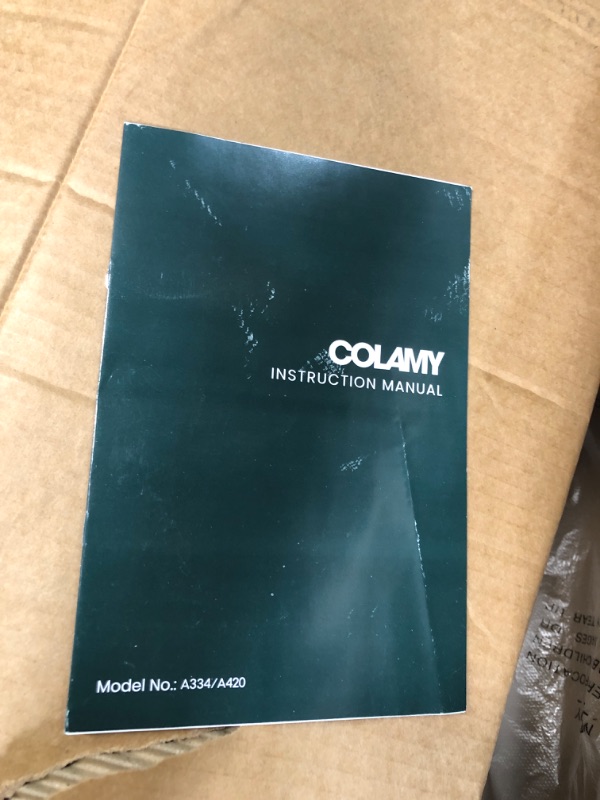 COLAMY
INSTRUCTION MANUAL
Model No.: A334/A420